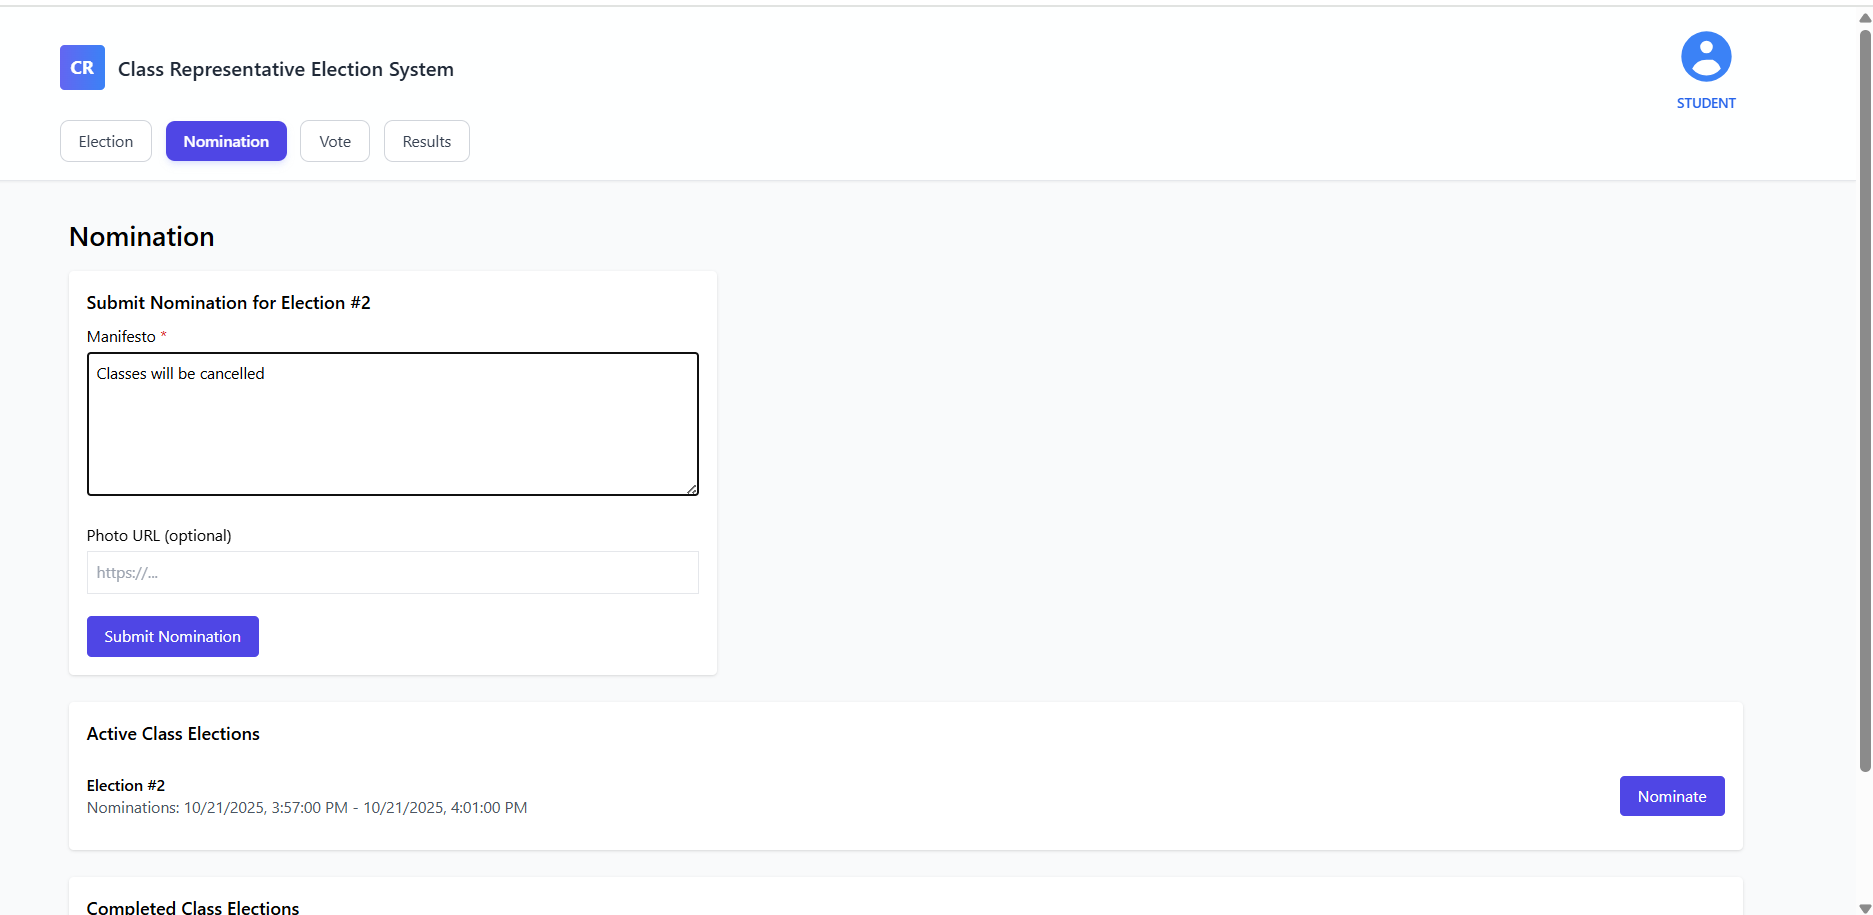 CR
Class Representative Election System
STUDENT
Election
Nomination
Vote
Results
Nomination
Submit Nomination for Election #2
Manifesto *
Classes will be cancelled
Photo URL (optional)
https://...
Submit Nomination
Active Class Elections
Election #2
Nominations: 10/21/2025, 3:57:00 PM - 10/21/2025, 4:01:00 PM
Nominate
Completed Class Elections